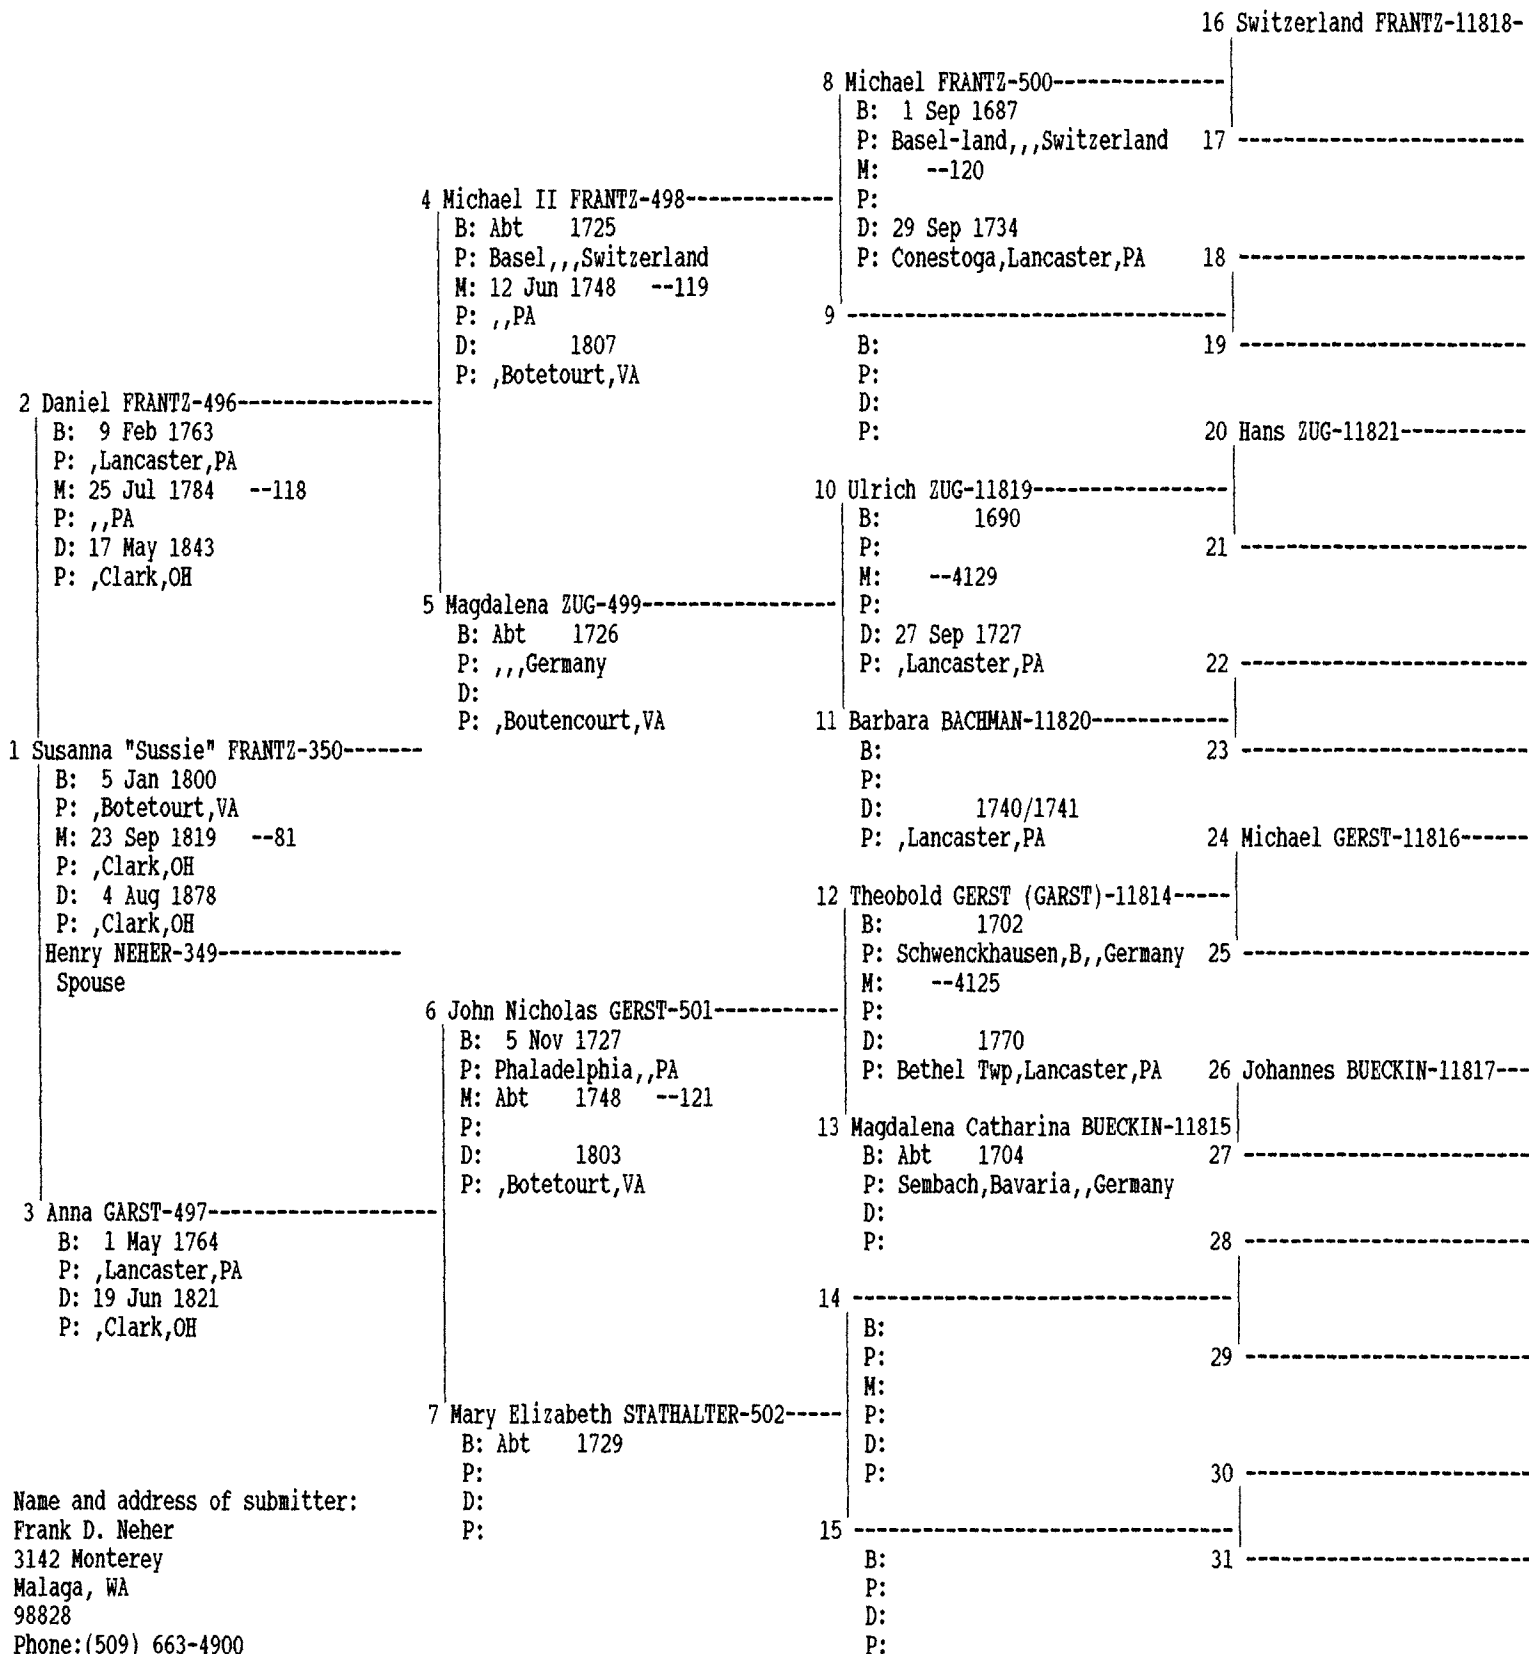 16 Switzerland FRANTZ-11818-
8 Michael FRANTZ-500---------------
B: 1 Sep 1687
P: Basel-land,,,Switzerland
17 ------------------------
M: --120
P:
D: 29 Sep 1734
P: Conestoga,Lancaster,PA
18 ------------------------
4 Michael II FRANTZ-498-------------
B: Abt 1725
P: Basel,,,Switzerland
M: 12 Jun 1748 --119
P: ,,PA
D: 1807
P: ,Botetourt,VA
9 ---------------------------------
B:
P:
D:
P:
19 ------------------------
2 Daniel FRANTZ-496-----------------
B: 9 Feb 1763
P: ,Lancaster,PA
M: 25 Jul 1784 --118
P: ,,PA
D: 17 May 1843
P: ,Clark,OH
20 Hans ZUG-11821-----------
10 Ulrich ZUG-11819-----------------
B: 1690
P:
M: --4129
P:
D: 27 Sep 1727
P: ,Lancaster,PA
21 ------------------------
22 ------------------------
5 Magdalena ZUG-499-----------------
B: Abt 1726
P: ,,,Germany
D:
P: ,Boutencourt,VA
11 Barbara BACHMAN-11820------------
B:
P:
D: 1740/1741
P: ,Lancaster,PA
23 ------------------------
1 Susanna "Sussie" FRANTZ-350-------
B: 5 Jan 1800
P: ,Botetourt,VA
M: 23 Sep 1819 --81
P: ,Clark,OH
D: 4 Aug 1878
P: ,Clark,OH
Henry NEHER-349----------------
Spouse
24 Michael GERST-11816------
12 Theobold GERST (GARST)-11814-----
B: 1702
P: Schwenckhausen,B,,Germany
M: --4125
P:
D: 1770
P: Bethel Twp,Lancaster,PA
25 ------------------------
26 Johannes BUECKIN-11817---
6 John Nicholas GERST-501-----------
B: 5 Nov 1727
P: Phaladelphia,,PA
M: Abt 1748 --121
P:
D: 1803
P: ,Botetourt,VA
13 Magdalena Catharina BUECKIN-11815
B: Abt 1704
P: Sembach,Bavaria,,Germany
D:
P:
27 ------------------------
28 ------------------------
3 Anna GARST-497--------------------
B: 1 May 1764
P: ,Lancaster,PA
D: 19 Jun 1821
P: ,Clark,OH
14 ---------------------------------
B:
P:
M:
P:
D:
P:
29 ------------------------
7 Mary Elizabeth STATHALTER-502-----
B: Abt 1729
P:
D:
P:
30 ------------------------
15 ---------------------------------
B:
P:
D:
P:
31 ------------------------
Name and address of submitter:
Frank D. Neher
3142 Monterey
Malaga, WA
98828
Phone:(509) 663-4900